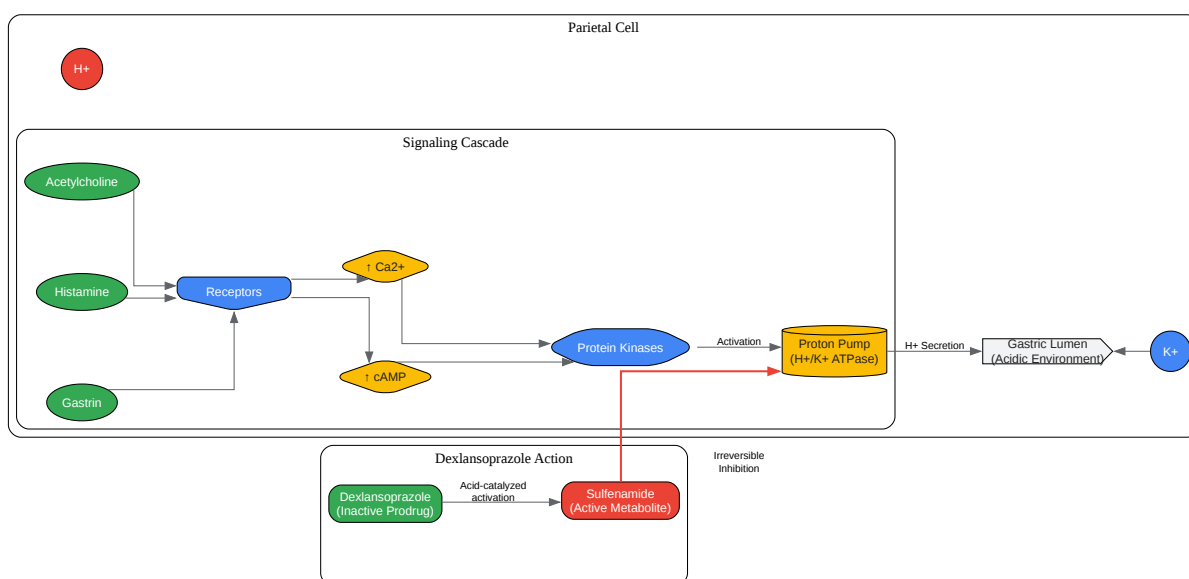 Parietal Cell
H+
Signaling Cascade
Acetylcholine
↑ Ca2+
Histamine
Receptors
Protein Kinases
Activation
Proton Pump
(H+/K+ ATPase)
H+ Secretion
Gastric Lumen
(Acidic Environment)
K+
↑ cAMP
Gastrin
Dexlansoprazole Action
Irreversible
Inhibition
Dexlansoprazole
(Inactive Prodrug)
Acid-catalyzed
activation
Sulfenamide
(Active Metabolite)